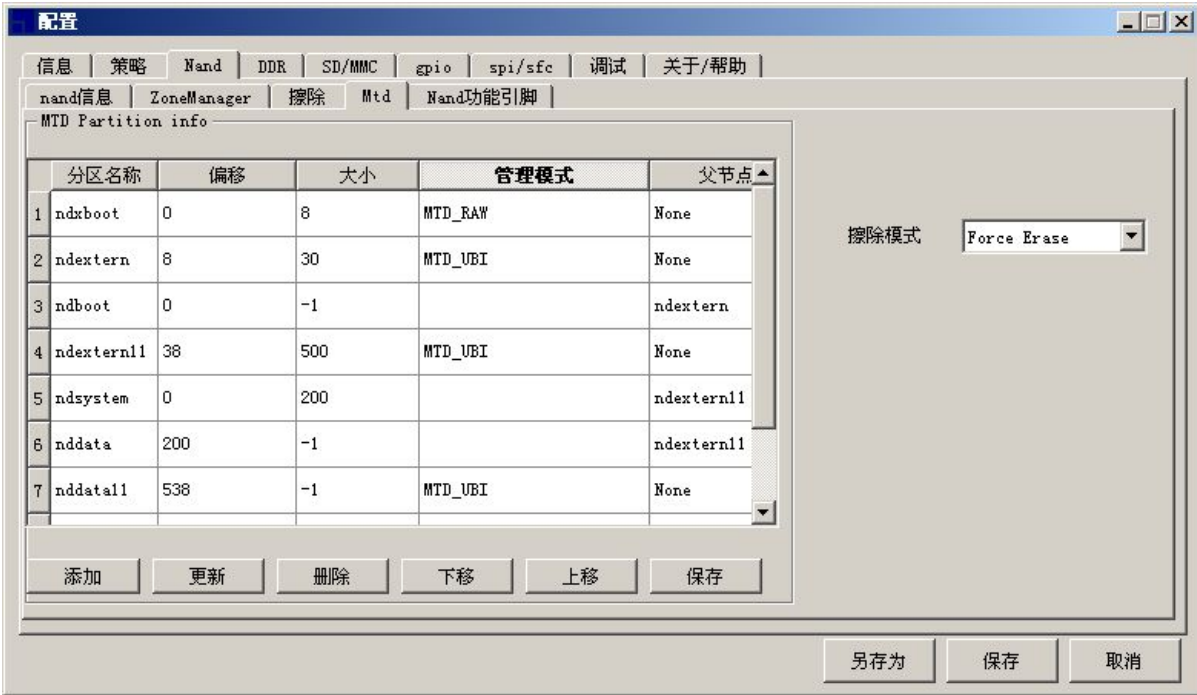 配置
信息 策略 Nand DDR SD/MMC gpio spi/sfc 调试 关于/帮助
nand信息 ZoneManager 擦除 Mtd Nand功能引脚
MTD Partition info
分区名称 偏移 大小 管理模式 父节点
1 ndxboot 0 8 MTD_RAW None
2 ndextern 8 30 MTD_UBI None
3 ndboot 0 -1 ndextern
4 ndextern11 38 500 MTD_UBI None
5 ndsystem 0 200 ndextern11
6 nddata 200 -1 ndextern11
7 nddata11 538 -1 MTD_UBI None
擦除模式 Force Erase
添加 更新 删除 下移 上移 保存
另存为 保存 取消